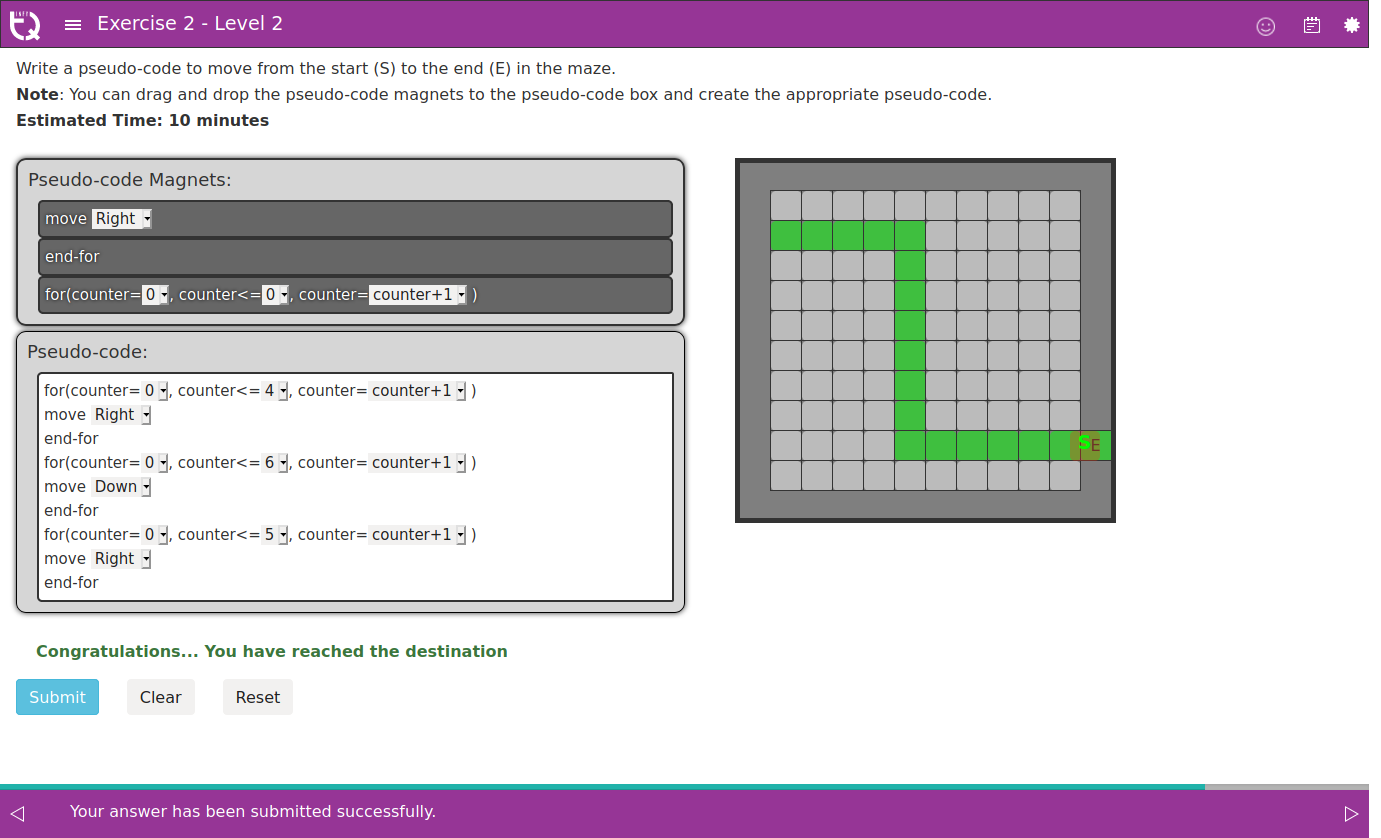 Exercise 2 - Level 2
Write a pseudo-code to move from the start (S) to the end (E) in the maze.
Note: You can drag and drop the pseudo-code magnets to the pseudo-code box and create the appropriate pseudo-code.
Estimated Time: 10 minutes
Pseudo-code Magnets:
move Right
end-for
for(counter= 0 , counter<= 0 , counter= counter+1 )
Pseudo-code:
for(counter= 0 , counter<= 4 , counter= counter+1 )
move Right
end-for
for(counter= 0 , counter<= 6 , counter= counter+1 )
move Down
end-for
for(counter= 0 , counter<= 5 , counter= counter+1 )
move Right
end-for
SE
Congratulations... You have reached the destination
Submit Clear Reset
Your answer has been submitted successfully.